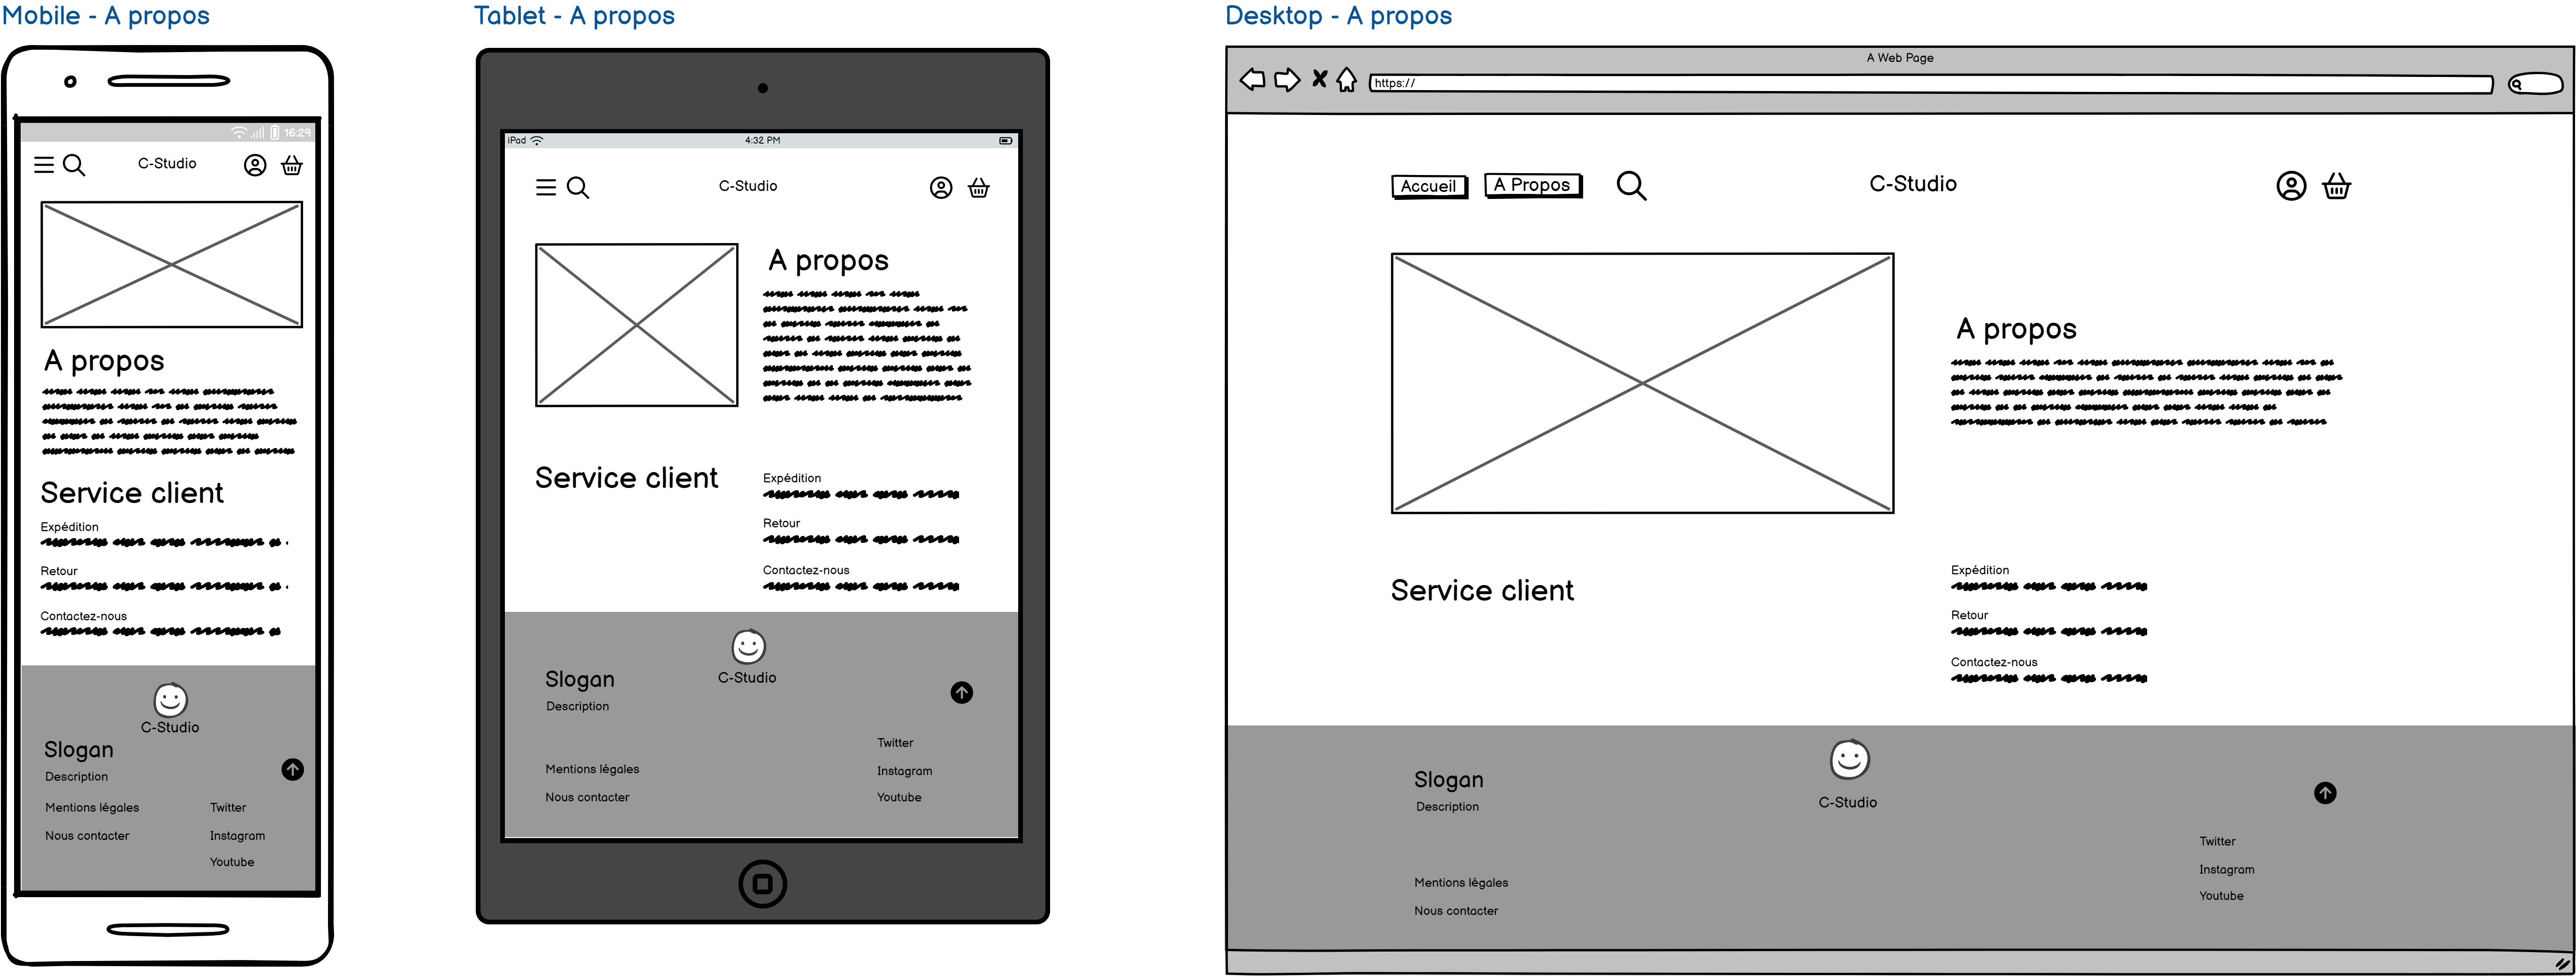 Mobile - A propos
16:29
C-Studio
A propos
Service client
Expédition
Retour
Contactez-nous
C-Studio
Slogan
Description
Mentions légales
Twitter
Nous contacter
Instagram
Youtube
Tablet - A propos
iPad
4:32 PM
C-Studio
A propos
Service client
Expédition
Retour
Contactez-nous
C-Studio
Slogan
Description
Twitter
Mentions légales
Instagram
Nous contacter
Youtube
Desktop - A propos
A Web Page
https://
Accueil
A Propos
C-Studio
A propos
Service client
Expédition
Retour
Contactez-nous
Slogan
C-Studio
Description
Twitter
Instagram
Mentions légales
Youtube
Nous contacter